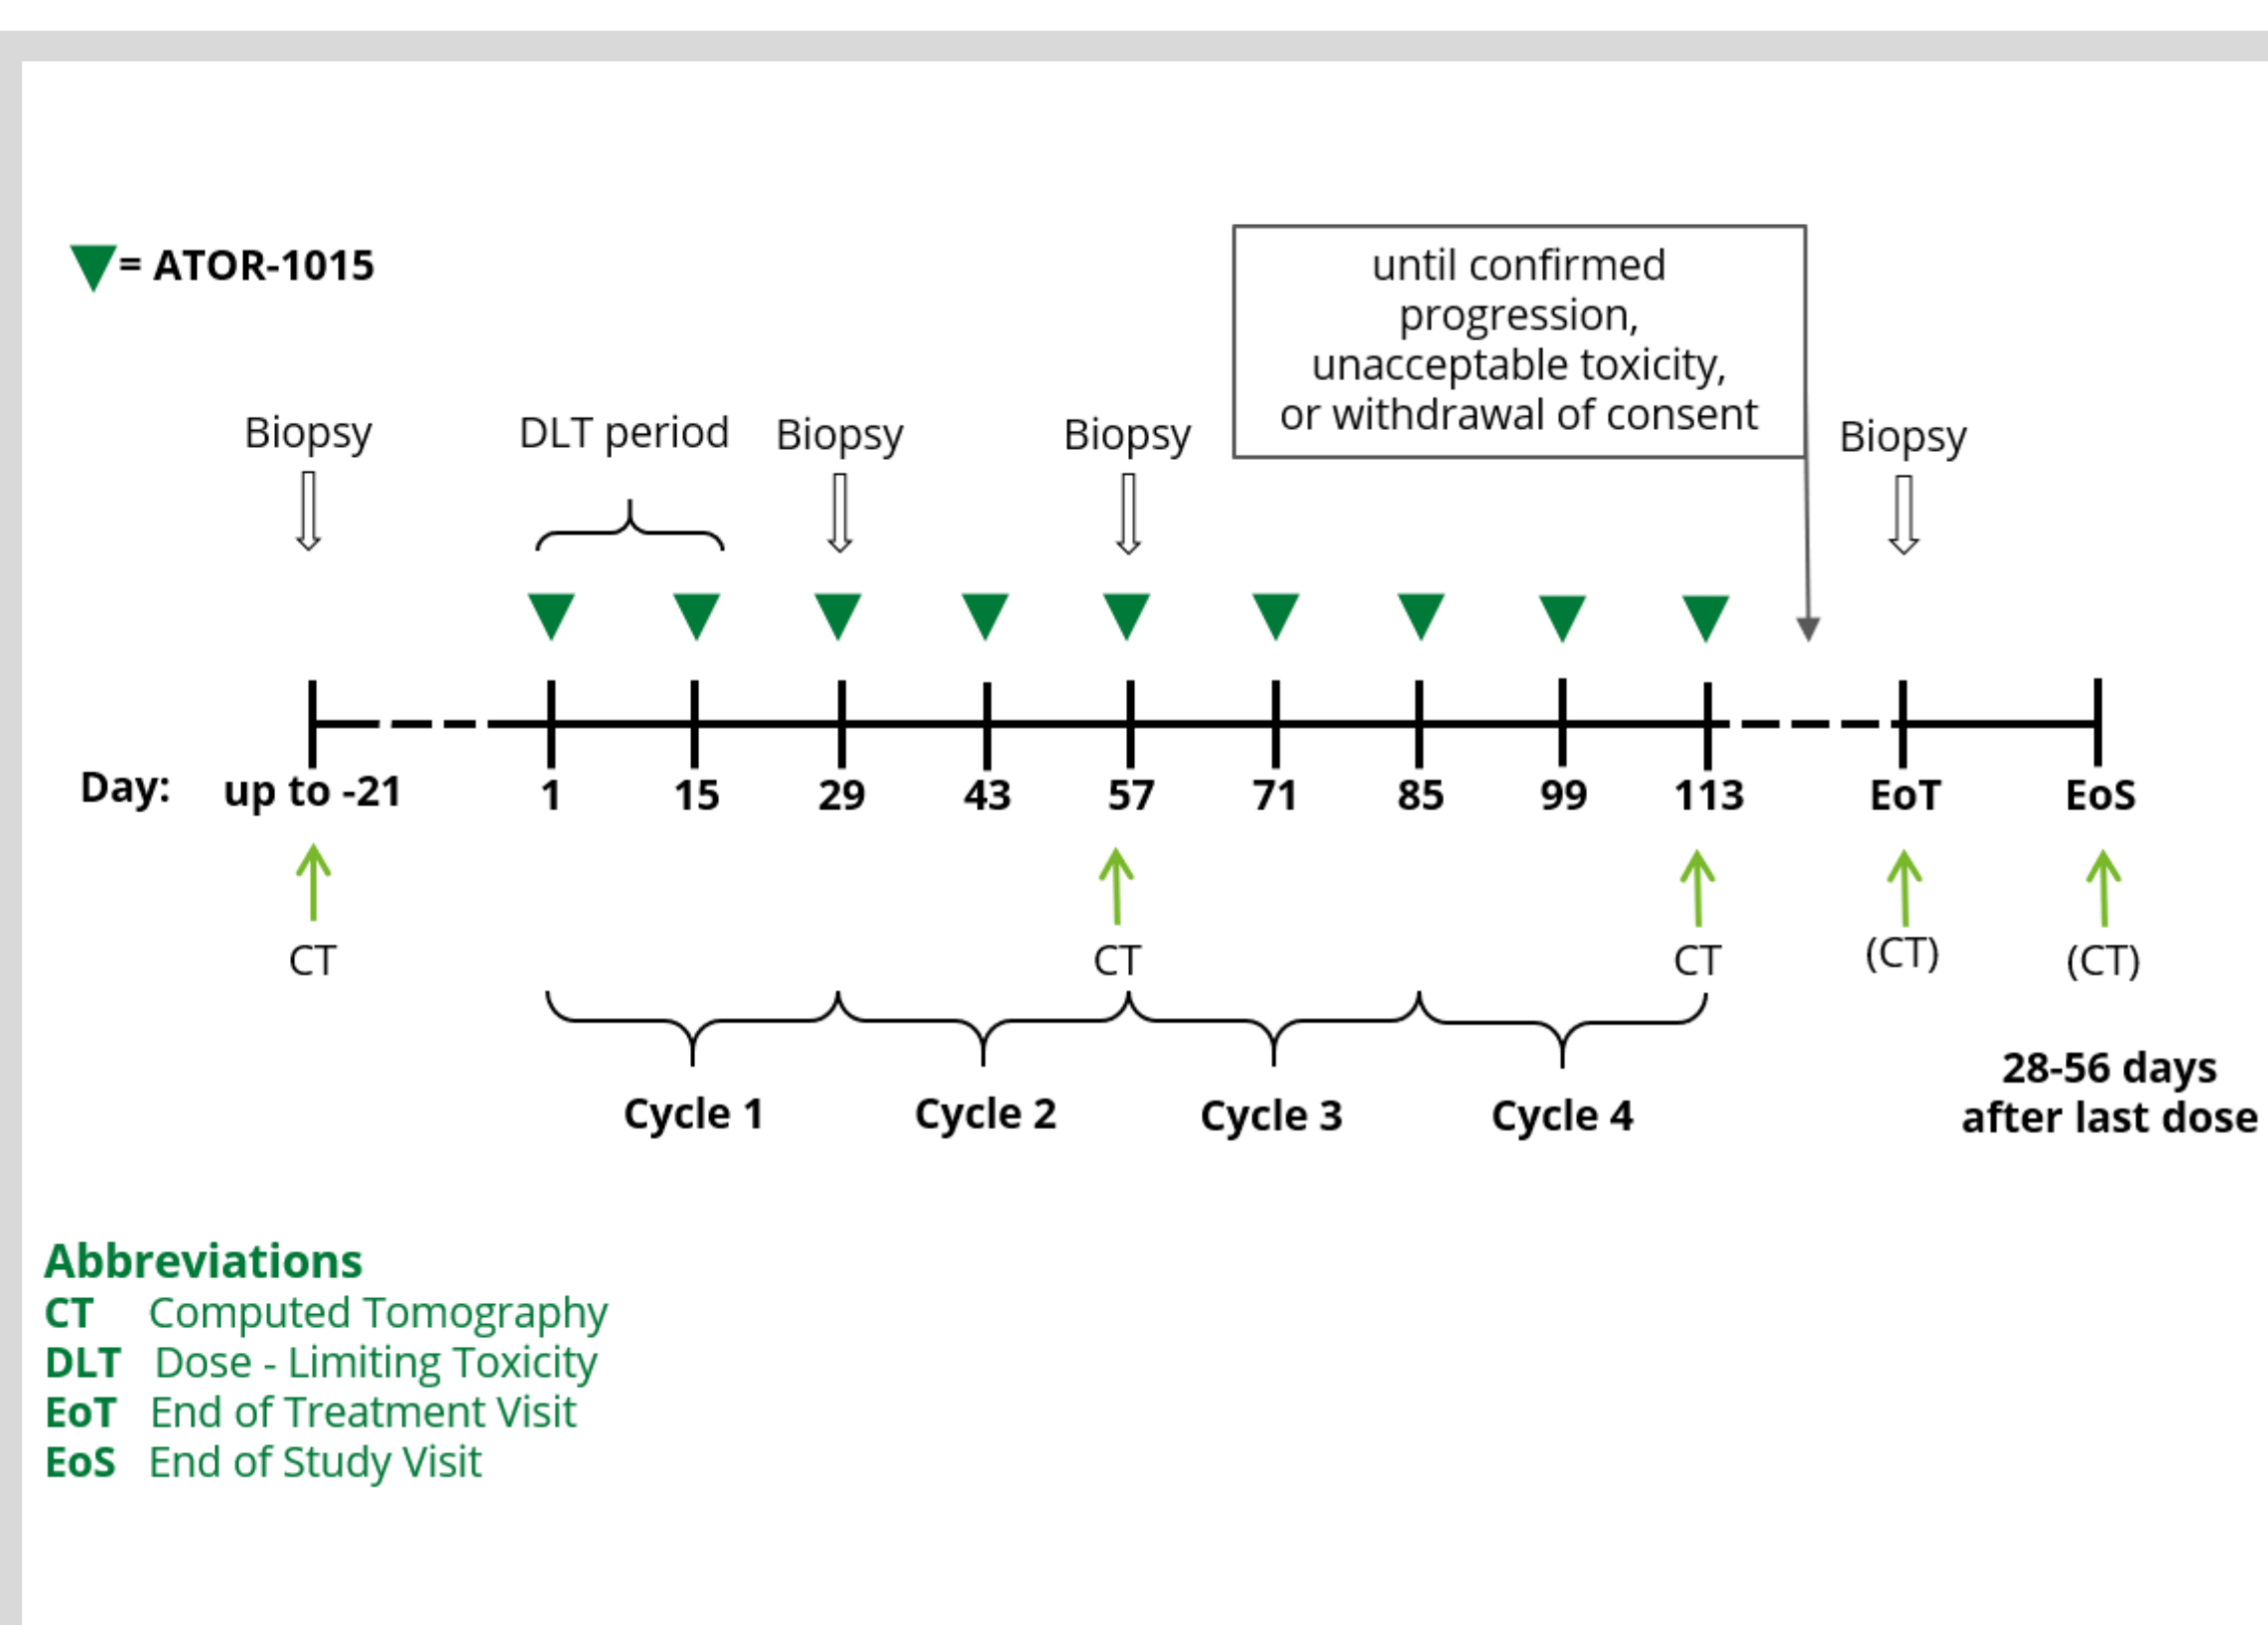 = ATOR-1015
until confirmed
progression,
unacceptable toxicity,
or withdrawal of consent
Biopsy
DLT period
Biopsy
Biopsy
Biopsy
Day: up to -21 1 15 29 43 57 71 85 99 113 EoT EoS
CT CT CT (CT) (CT)
Cycle 1 Cycle 2 Cycle 3 Cycle 4
28-56 days
after last dose
Abbreviations
CT Computed Tomography
DLT Dose - Limiting Toxicity
EoT End of Treatment Visit
EoS End of Study Visit